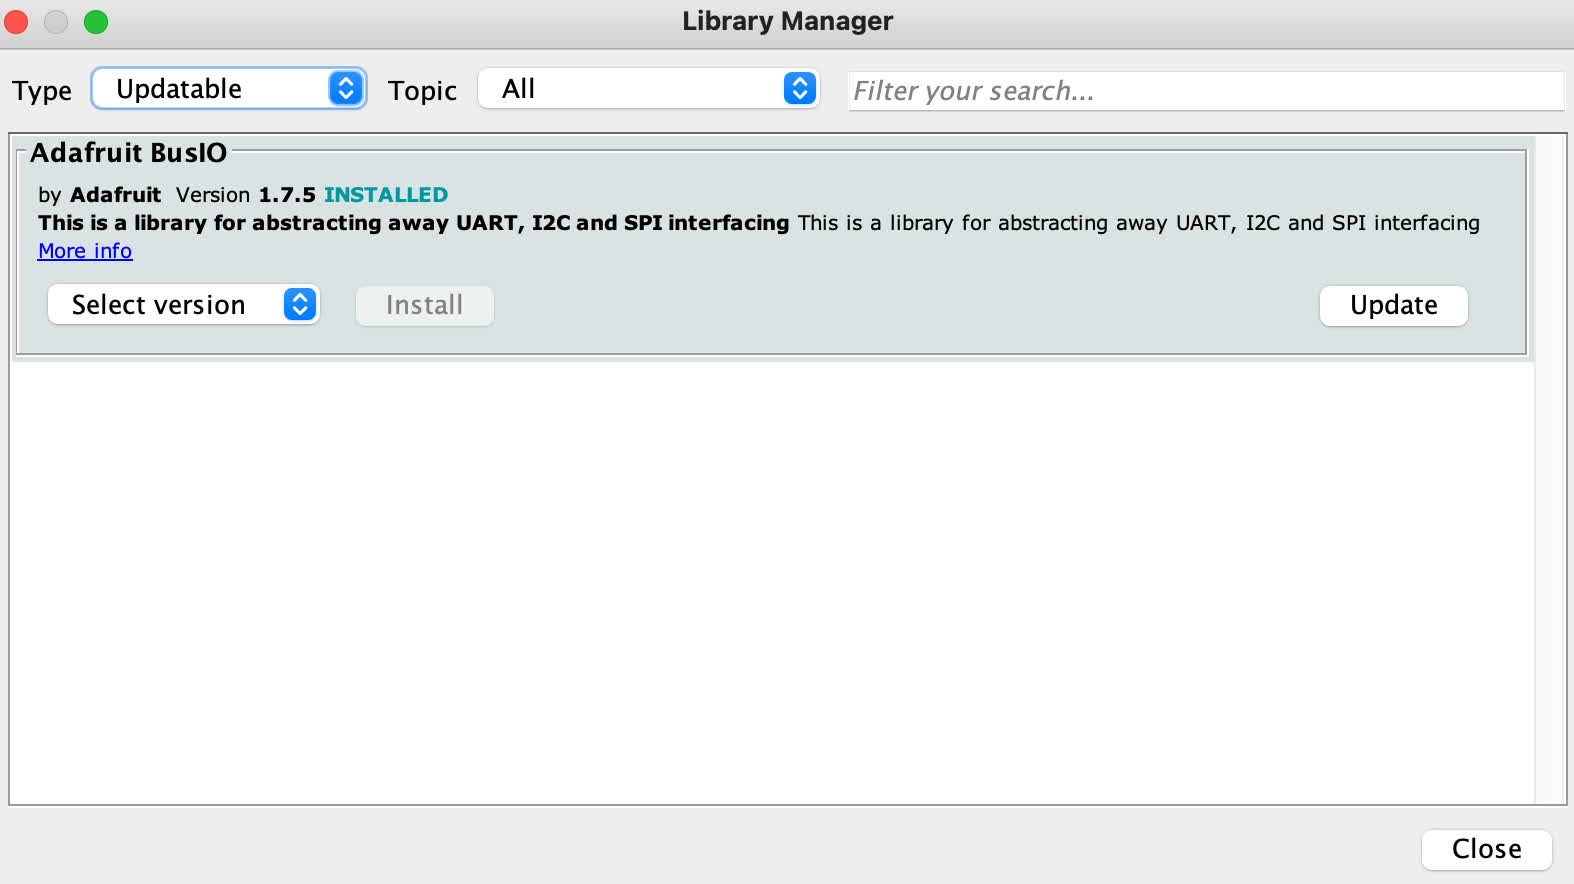 Library Manager
Type Updatable Topic All Filter your search...
Adafruit BusIO
by Adafruit Version 1.7.5 INSTALLED
This is a library for abstracting away UART, I2C and SPI interfacing This is a library for abstracting away UART, I2C and SPI interfacing
More info
Select version Install Update
Close